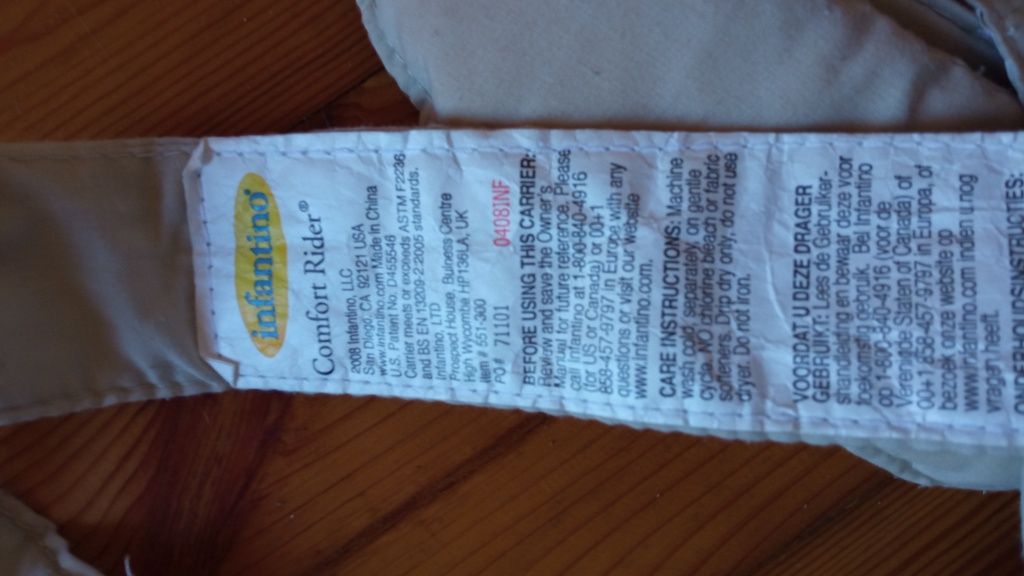 infantino®
Comfort Rider®
2008 Infantino, LLC
San Diego, CA 92121 USA
www.infantino.com Made in China
U.S. Patent No. D455546
Carrier meets or exceeds ASTM F2236
and BS EN13209-2:2005 standards.
Infantino, LTD
Prospect House, Buiness Centre
High Wycombe HP136LA, UK
Item # 551-300
PO# 71101 0408INF
BEFORE USING THIS CARRIER:
Review and save the Owner's
Manual for future reference. Please
call Infantino at 1-800-840-4916
(for US or Canada) or 00+1
858-457-9797 in Europe with any
questions or visit our website
www.infantino.com.
CARE INSTRUCTIONS: Machine
wash cold, separately, on gentle
cycle. NO chlorine bleach or fabric
softeners. Drip dry only, do not use
dryer. Do not iron.
VOORDAT U DEZE DRAGER
GEBRUIKT: Lees de Gebruiker-
shandleiding en bewaar deze voor
toekomstig gebruik. Bel Infantino
op 1-800-840-4916 (voor de
Verenigde Staten of Canada) of
00+1 858-457-9797 in Europa, of
bezoek onze website op
www.infantino.com indien u nog
vragen heeft.